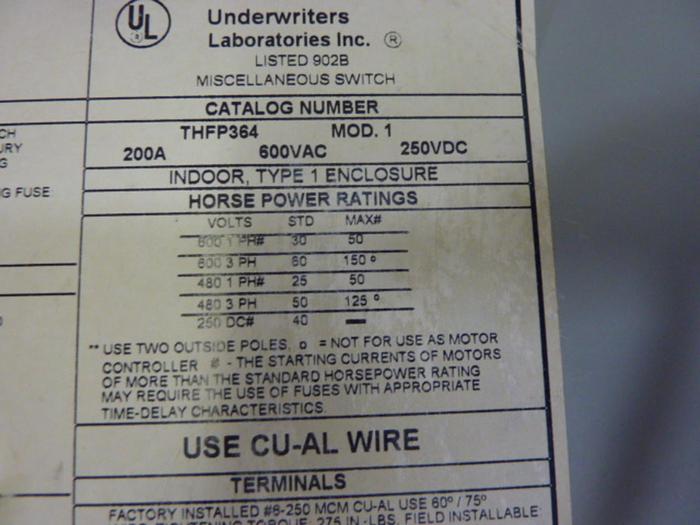 UL
Underwriters
Laboratories Inc. ®
LISTED 902B
MISCELLANEOUS SWITCH
CATALOG NUMBER
THFP364 MOD. 1
200A 600VAC 250VDC
INDOOR, TYPE 1 ENCLOSURE
HORSE POWER RATINGS
VOLTS STD MAX#
600 1 PH# 30 50
600 3 PH 60 150 °
480 1 PH# 25 50
480 3 PH 50 125 °
250 DC# 40 —
** USE TWO OUTSIDE POLES, o = NOT FOR USE AS MOTOR
CONTROLLER # - THE STARTING CURRENTS OF MOTORS
OF MORE THAN THE STANDARD HORSEPOWER RATING
MAY REQUIRE THE USE OF FUSES WITH APPROPRIATE
TIME-DELAY CHARACTERISTICS.
USE CU-AL WIRE
TERMINALS
FACTORY INSTALLED #6-250 MCM CU-AL USE 60° / 75°
TORQUE, 275 IN.-LBS. FIELD INSTALLABLE:
CH
URY
G
G FUSE